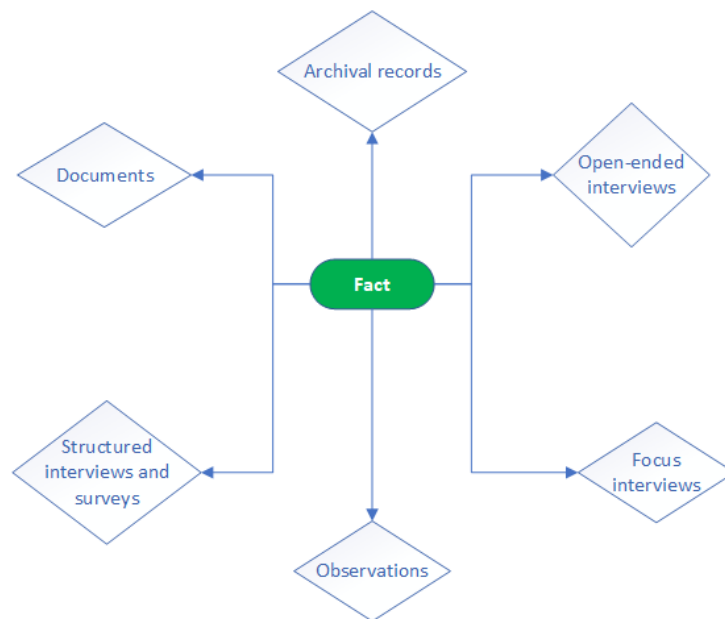 Archival records
Documents
Open-ended
interviews
Fact
Structured
interviews and
surveys
Focus
interviews
Observations